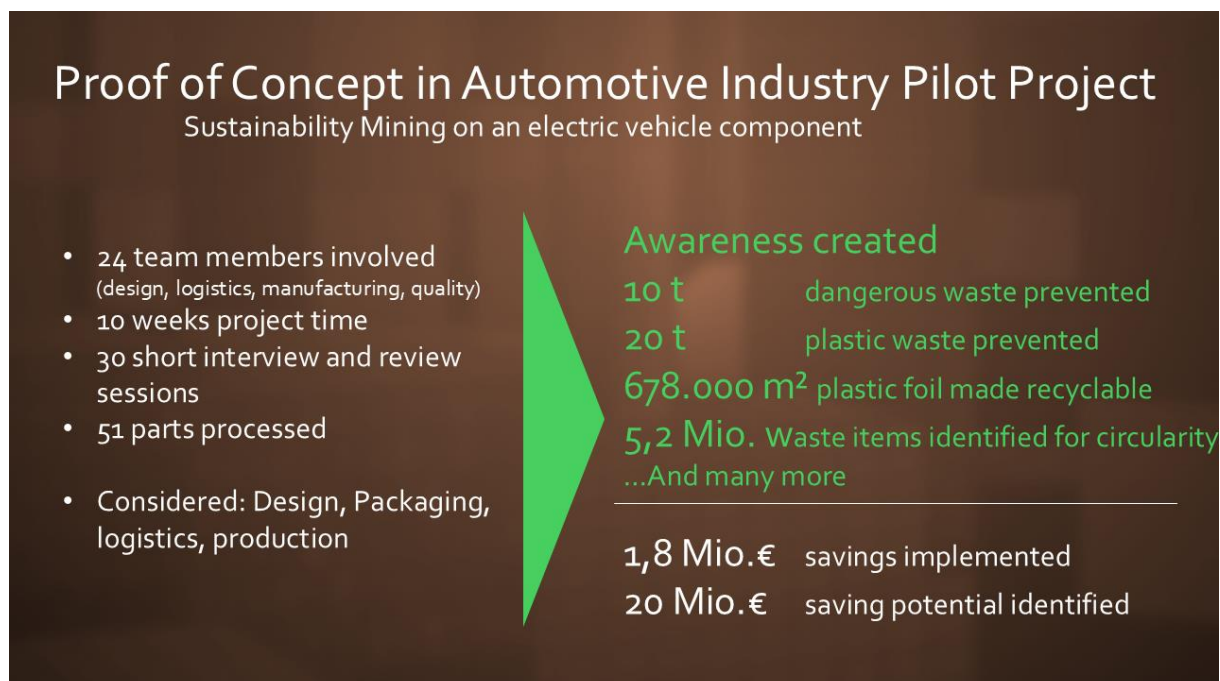 Proof of Concept in Automotive Industry Pilot Project
Sustainability Mining on an electric vehicle component
• 24 team members involved
(design, logistics, manufacturing, quality)
• 10 weeks project time
• 30 short interview and review
sessions
• 51 parts processed
• Considered: Design, Packaging,
logistics, production
Awareness created
10 t dangerous waste prevented
20 t plastic waste prevented
678.000 m² plastic foil made recyclable
5,2 Mio. Waste items identified for circularity
...And many more
1,8 Mio.€ savings implemented
20 Mio.€ saving potential identified